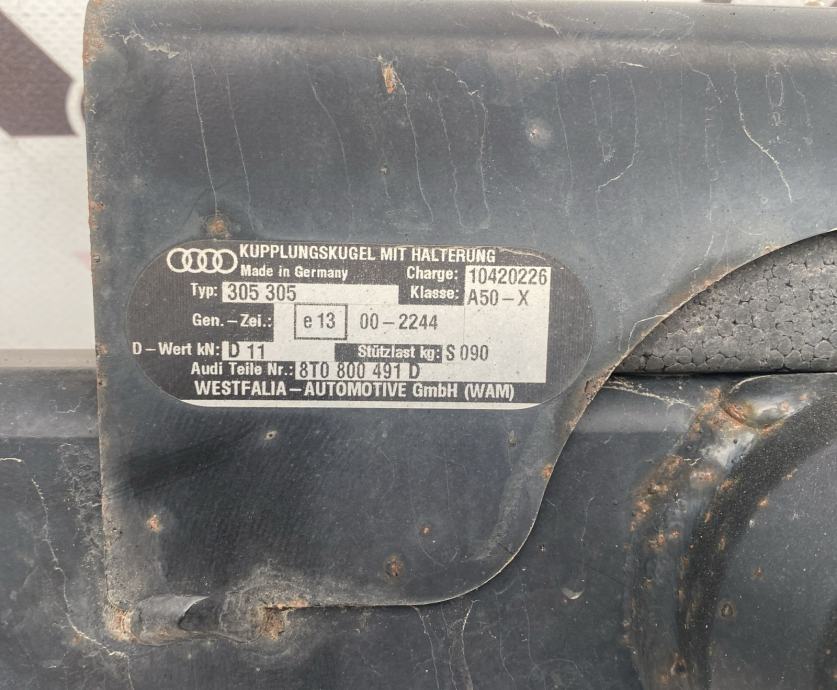 KUPPLUNGSKUGEL MIT HALTERUNG
Made in Germany Charge: 10420226
Typ: 305 305 Klasse: A50-X
Gen.-Zei.: e13 00-2244
D-Wert kN: D 11 Stützlast kg: S 090
Audi Teile Nr.: 8T0 800 491 D
WESTFALIA-AUTOMOTIVE GmbH (WAM)